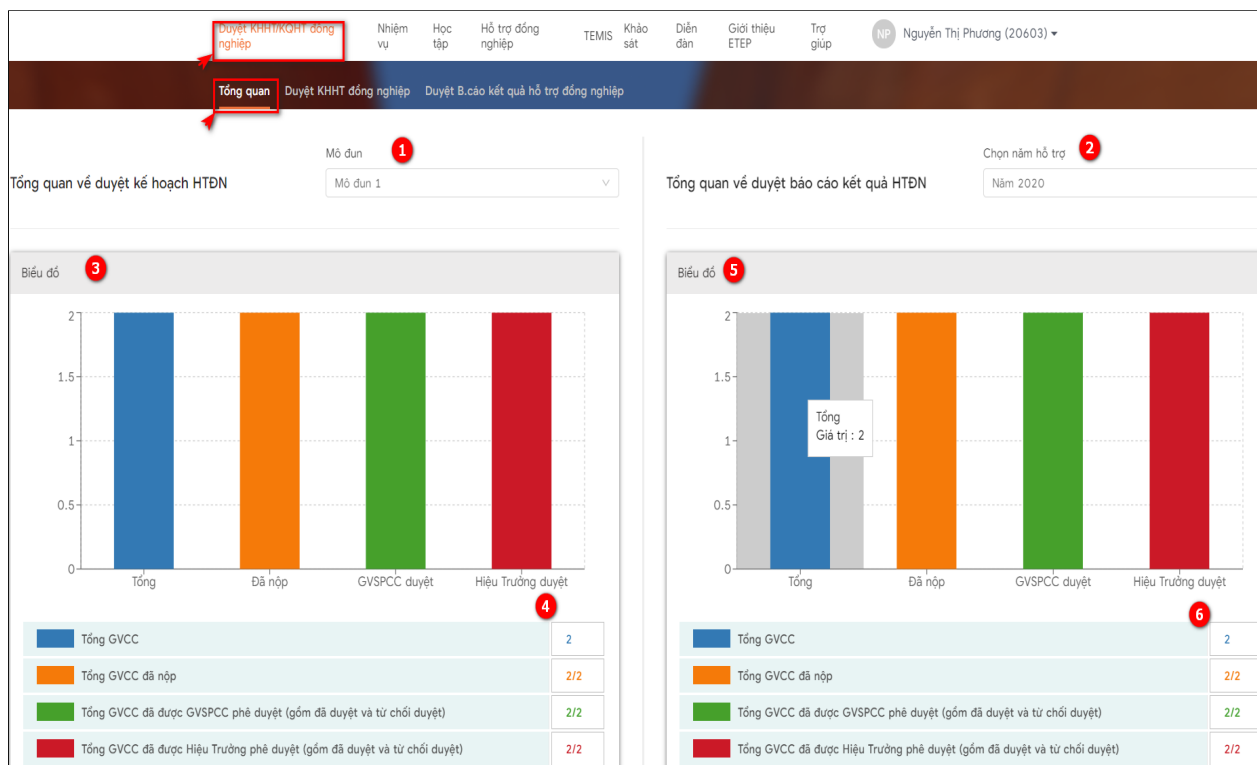 Duyệt KHHT/KQHT đồng
nghiệp
Nhiệm
vụ
Học
tập
Hỗ trợ đồng
nghiệp
TEMIS
Khảo
sát
Diễn
đàn
Giới thiệu
ETEP
Trợ
giúp
NP
Nguyễn Thị Phương (20603)
Tổng quan
Duyệt KHHT đồng nghiệp
Duyệt B.cáo kết quả hỗ trợ đồng nghiệp
Mô đun
1
Tổng quan về duyệt kế hoạch HTĐN
Mô đun 1
Chọn năm hỗ trợ
2
Tổng quan về duyệt báo cáo kết quả HTĐN
Năm 2020
Biểu đồ
3
2
1.5
1
0.5
0
Tổng
Đã nộp
GVSPCC duyệt
Hiệu Trưởng duyệt
4
Tổng GVCC
2
Tổng GVCC đã nộp
2/2
Tổng GVCC đã được GVSPCC phê duyệt (gồm đã duyệt và từ chối duyệt)
2/2
Tổng GVCC đã được Hiệu Trưởng phê duyệt (gồm đã duyệt và từ chối duyệt)
2/2
Biểu đồ
5
2
1.5
1
0.5
0
Tổng
Giá trị : 2
Tổng
Đã nộp
GVSPCC duyệt
Hiệu Trưởng duyệt
6
Tổng GVCC
2
Tổng GVCC đã nộp
2/2
Tổng GVCC đã được GVSPCC phê duyệt (gồm đã duyệt và từ chối duyệt)
2/2
Tổng GVCC đã được Hiệu Trưởng phê duyệt (gồm đã duyệt và từ chối duyệt)
2/2